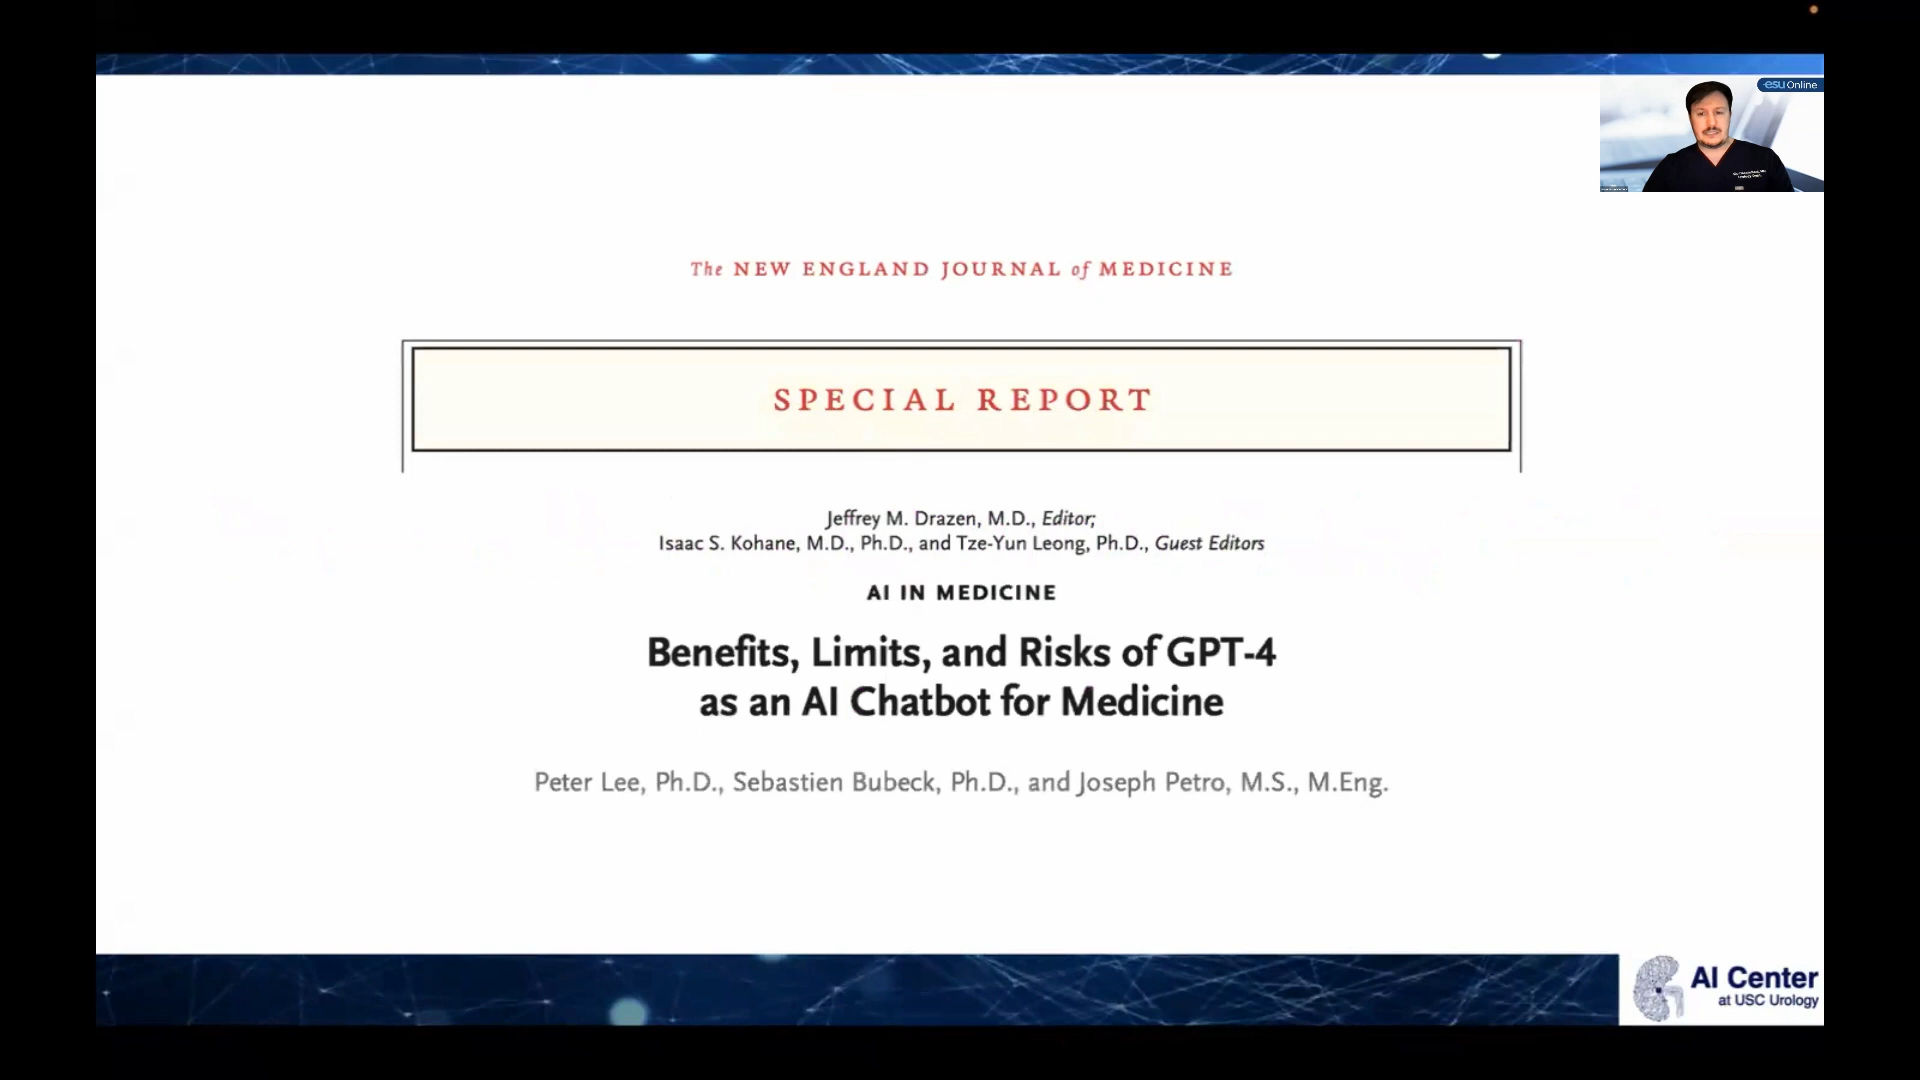 esu Online
The NEW ENGLAND JOURNAL of MEDICINE
SPECIAL REPORT
Jeffrey M. Drazen, M.D., Editor;
Isaac S. Kohane, M.D., Ph.D., and Tze-Yun Leong, Ph.D., Guest Editors
AI IN MEDICINE
Benefits, Limits, and Risks of GPT-4
as an AI Chatbot for Medicine
Peter Lee, Ph.D., Sebastien Bubeck, Ph.D., and Joseph Petro, M.S., M.Eng.
AI Center
at USC Urology